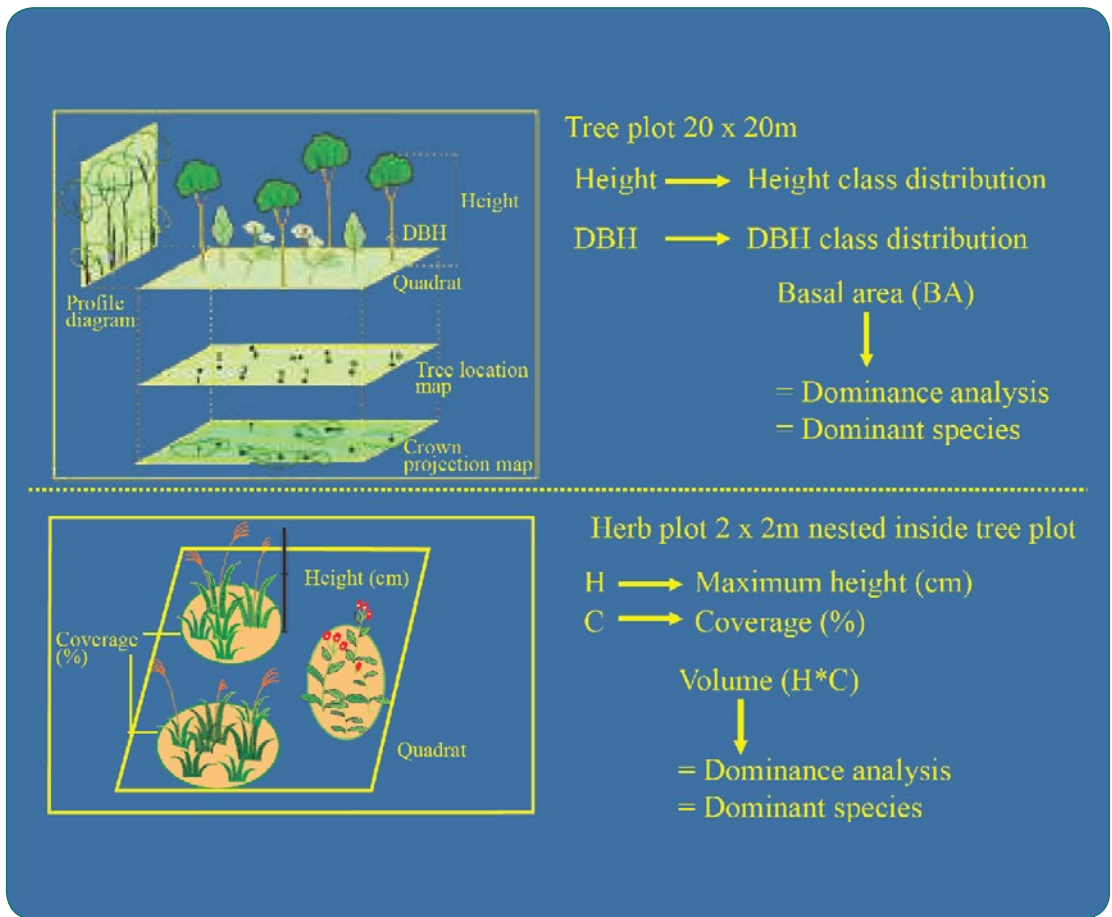 Tree plot 20 x 20m
Height
Height class distribution
DBH
DBH class distribution
Basal area (BA)
= Dominance analysis
= Dominant species
Height
DBH
Quadrat
Profile
diagram
Tree location
map
Crown
projection map
Herb plot 2 x 2m nested inside tree plot
H
Maximum height (cm)
C
Coverage (%)
Volume (H*C)
= Dominance analysis
= Dominant species
Height (cm)
Coverage
(%)
Quadrat